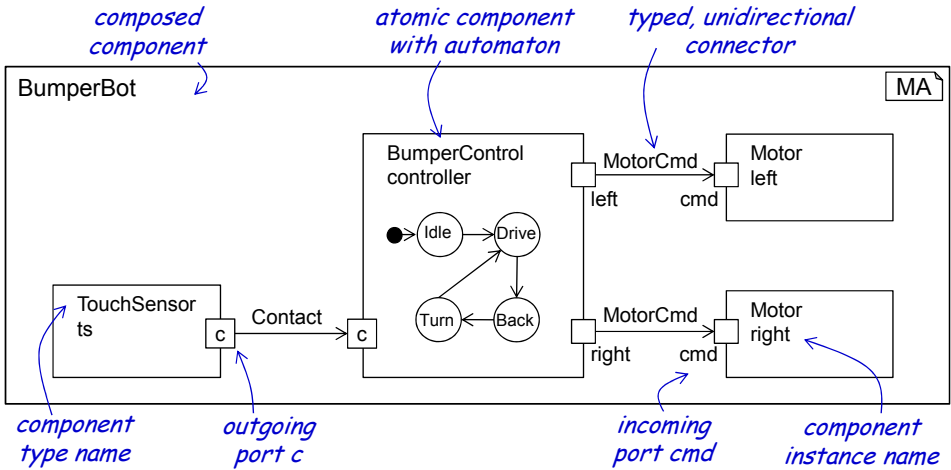 composed
component
atomic component
with automaton
typed, unidirectional
connector
BumperBot
MA
BumperControl
controller
MotorCmd
left
cmd
Motor
left
Idle
Drive
Turn
Back
TouchSensor
ts
c
Contact
c
MotorCmd
right
cmd
Motor
right
component
type name
outgoing
port c
incoming
port cmd
component
instance name